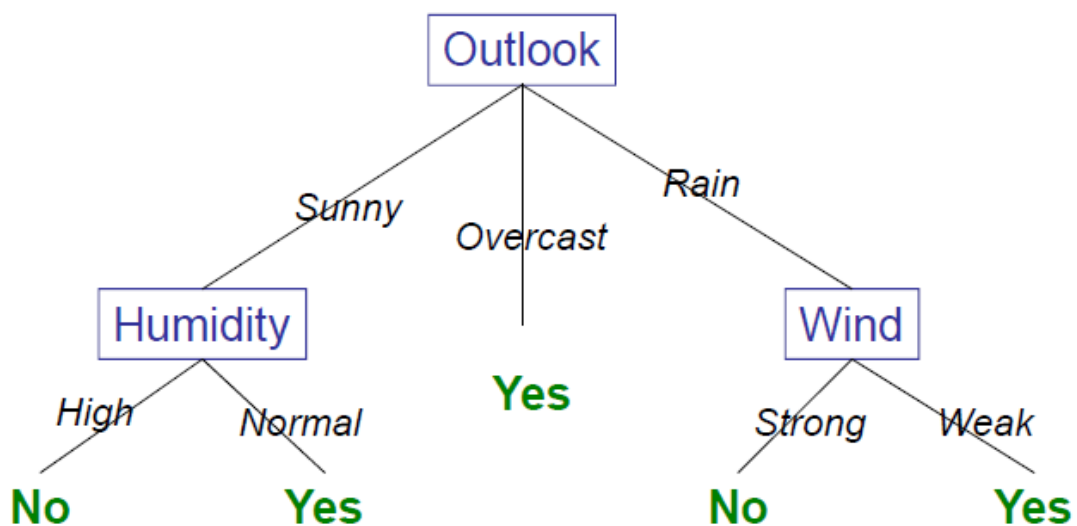 Outlook
Sunny
Overcast
Rain
Humidity
Wind
High
Normal
Yes
Strong
Weak
No
Yes
No
Yes